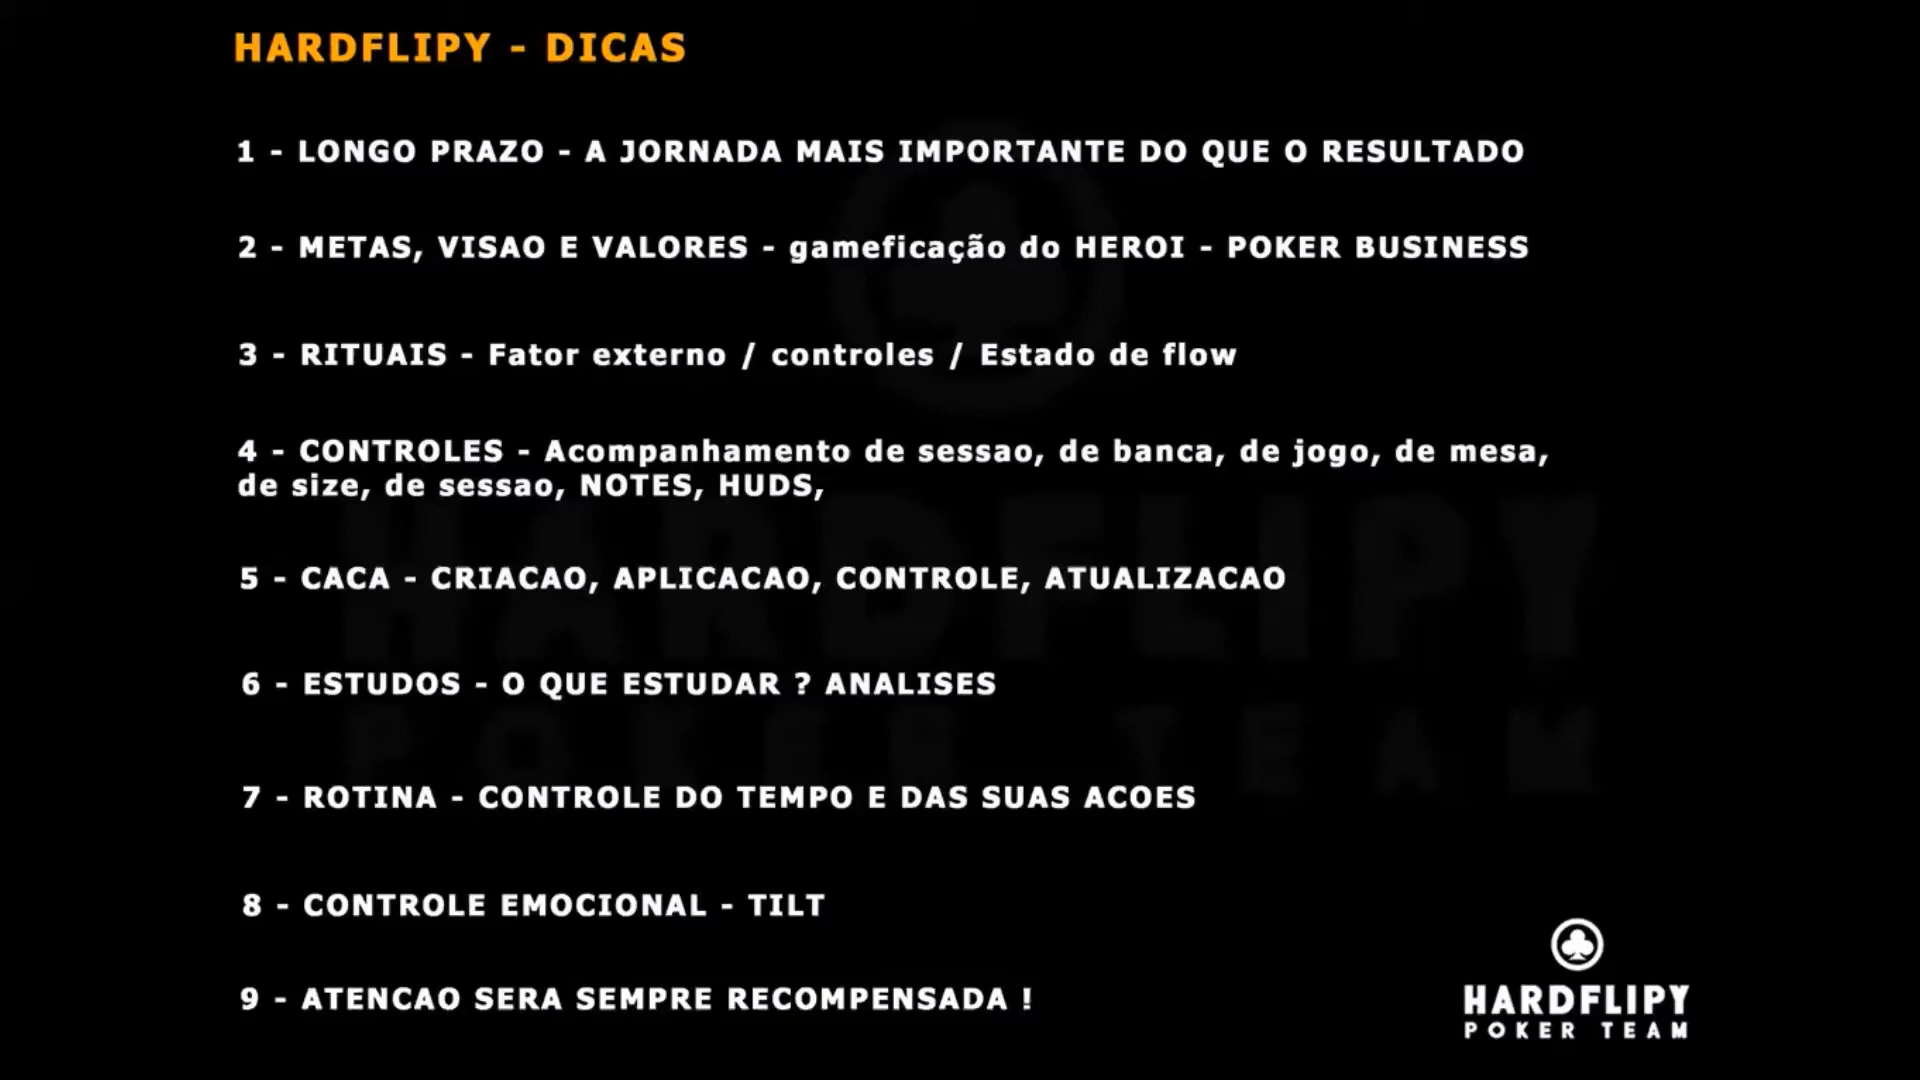 HARDFLIPY - DICAS
1 - LONGO PRAZO - A JORNADA MAIS IMPORTANTE DO QUE O RESULTADO
2 - METAS, VISAO E VALORES - gameficação do HEROI - POKER BUSINESS
3 - RITUAIS - Fator externo / controles / Estado de flow
4 - CONTROLES - Acompanhamento de sessao, de banca, de jogo, de mesa,
de size, de sessao, NOTES, HUDS,
5 - CACA - CRIACAO, APLICACAO, CONTROLE, ATUALIZACAO
6 - ESTUDOS - O QUE ESTUDAR ? ANALISES
7 - ROTINA - CONTROLE DO TEMPO E DAS SUAS ACOES
8 - CONTROLE EMOCIONAL - TILT
9 - ATENCAO SERA SEMPRE RECOMPENSADA !
HARDFLIPY
POKER TEAM
HARDFLIPY
POKER TEAM